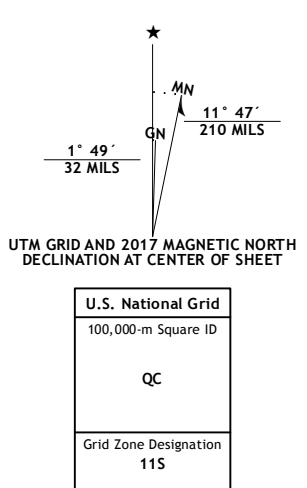 ★
MN
GN
11° 47´
210 MILS
1° 49´
32 MILS
UTM GRID AND 2017 MAGNETIC NORTH
DECLINATION AT CENTER OF SHEET
U.S. National Grid
100,000-m Square ID
QC
Grid Zone Designation
11S